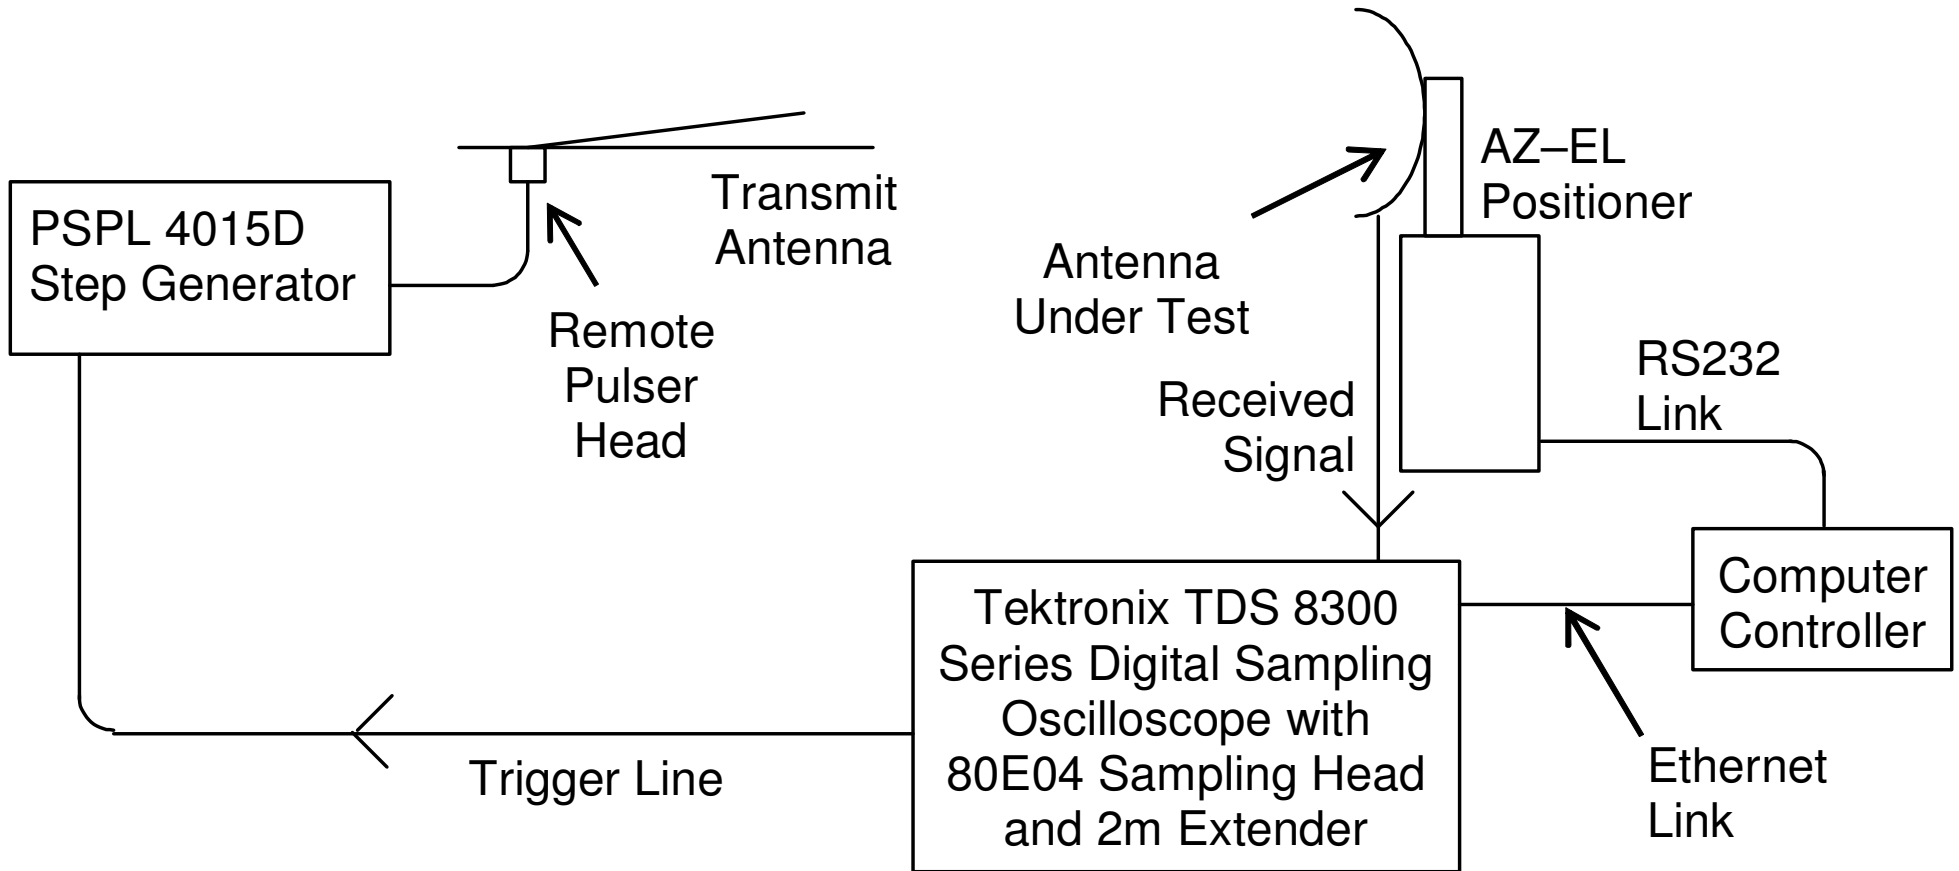 PSPL 4015D
Step Generator
Transmit
Antenna
Remote
Pulser
Head
Antenna
Under Test
AZ–EL
Positioner
Received
Signal
RS232
Link
Computer
Controller
Tektronix TDS 8300
Series Digital Sampling
Oscilloscope with
80E04 Sampling Head
and 2m Extender
Trigger Line
Ethernet
Link